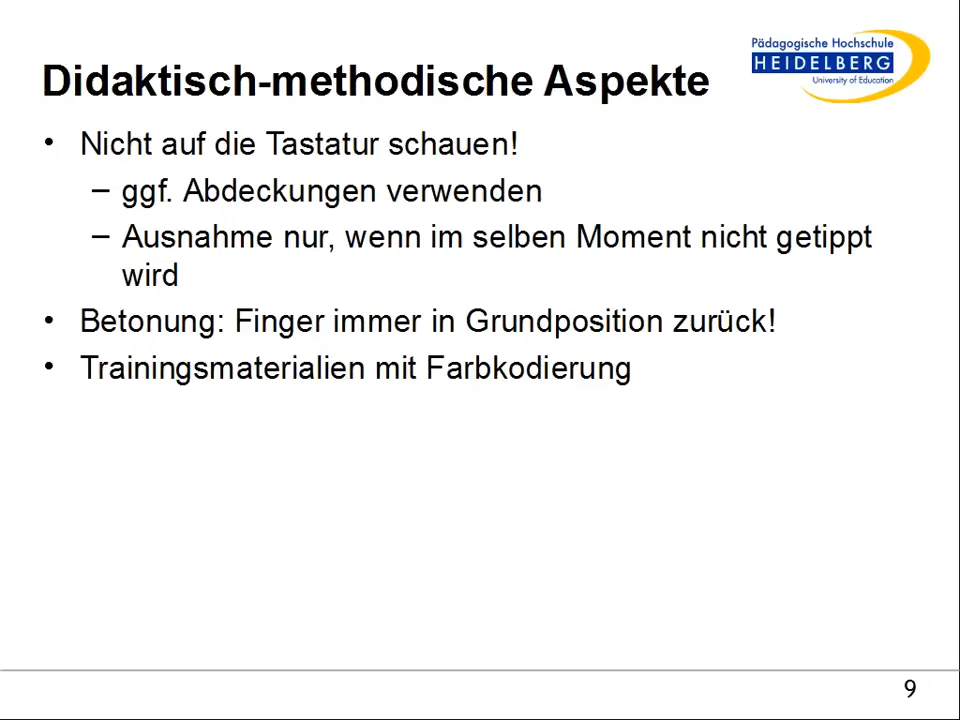 Pädagogische Hochschule
HEIDELBERG
University of Education
Didaktisch-methodische Aspekte
• Nicht auf die Tastatur schauen!
– ggf. Abdeckungen verwenden
– Ausnahme nur, wenn im selben Moment nicht getippt
wird
• Betonung: Finger immer in Grundposition zurück!
• Trainingsmaterialien mit Farbkodierung
9